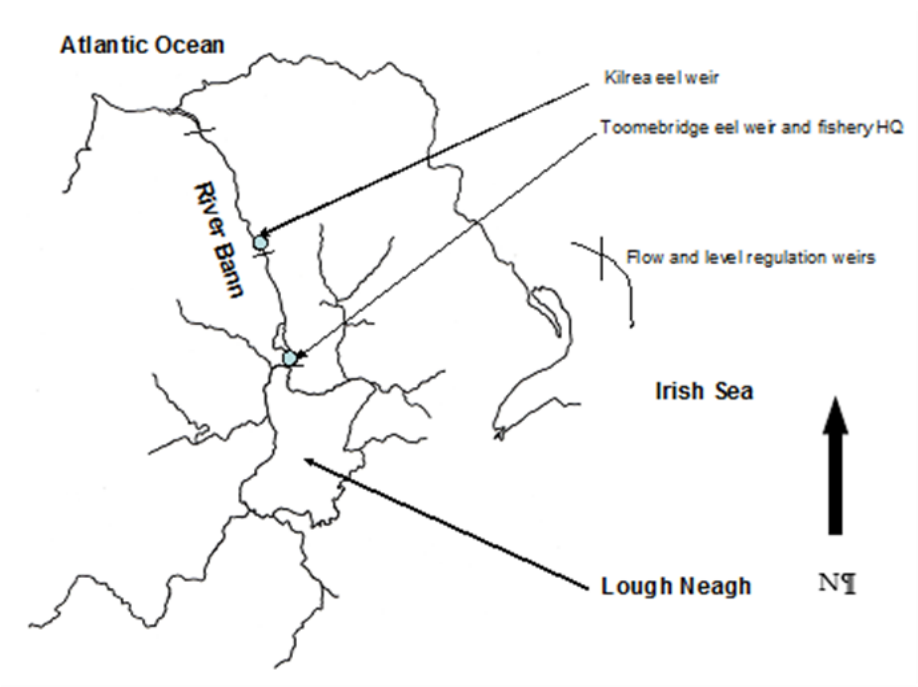 Atlantic Ocean
Kilrea eel weir
Toomebridge eel weir and fishery HQ
River Bann
Flow and level regulation weirs
Irish Sea
Lough Neagh
N¶